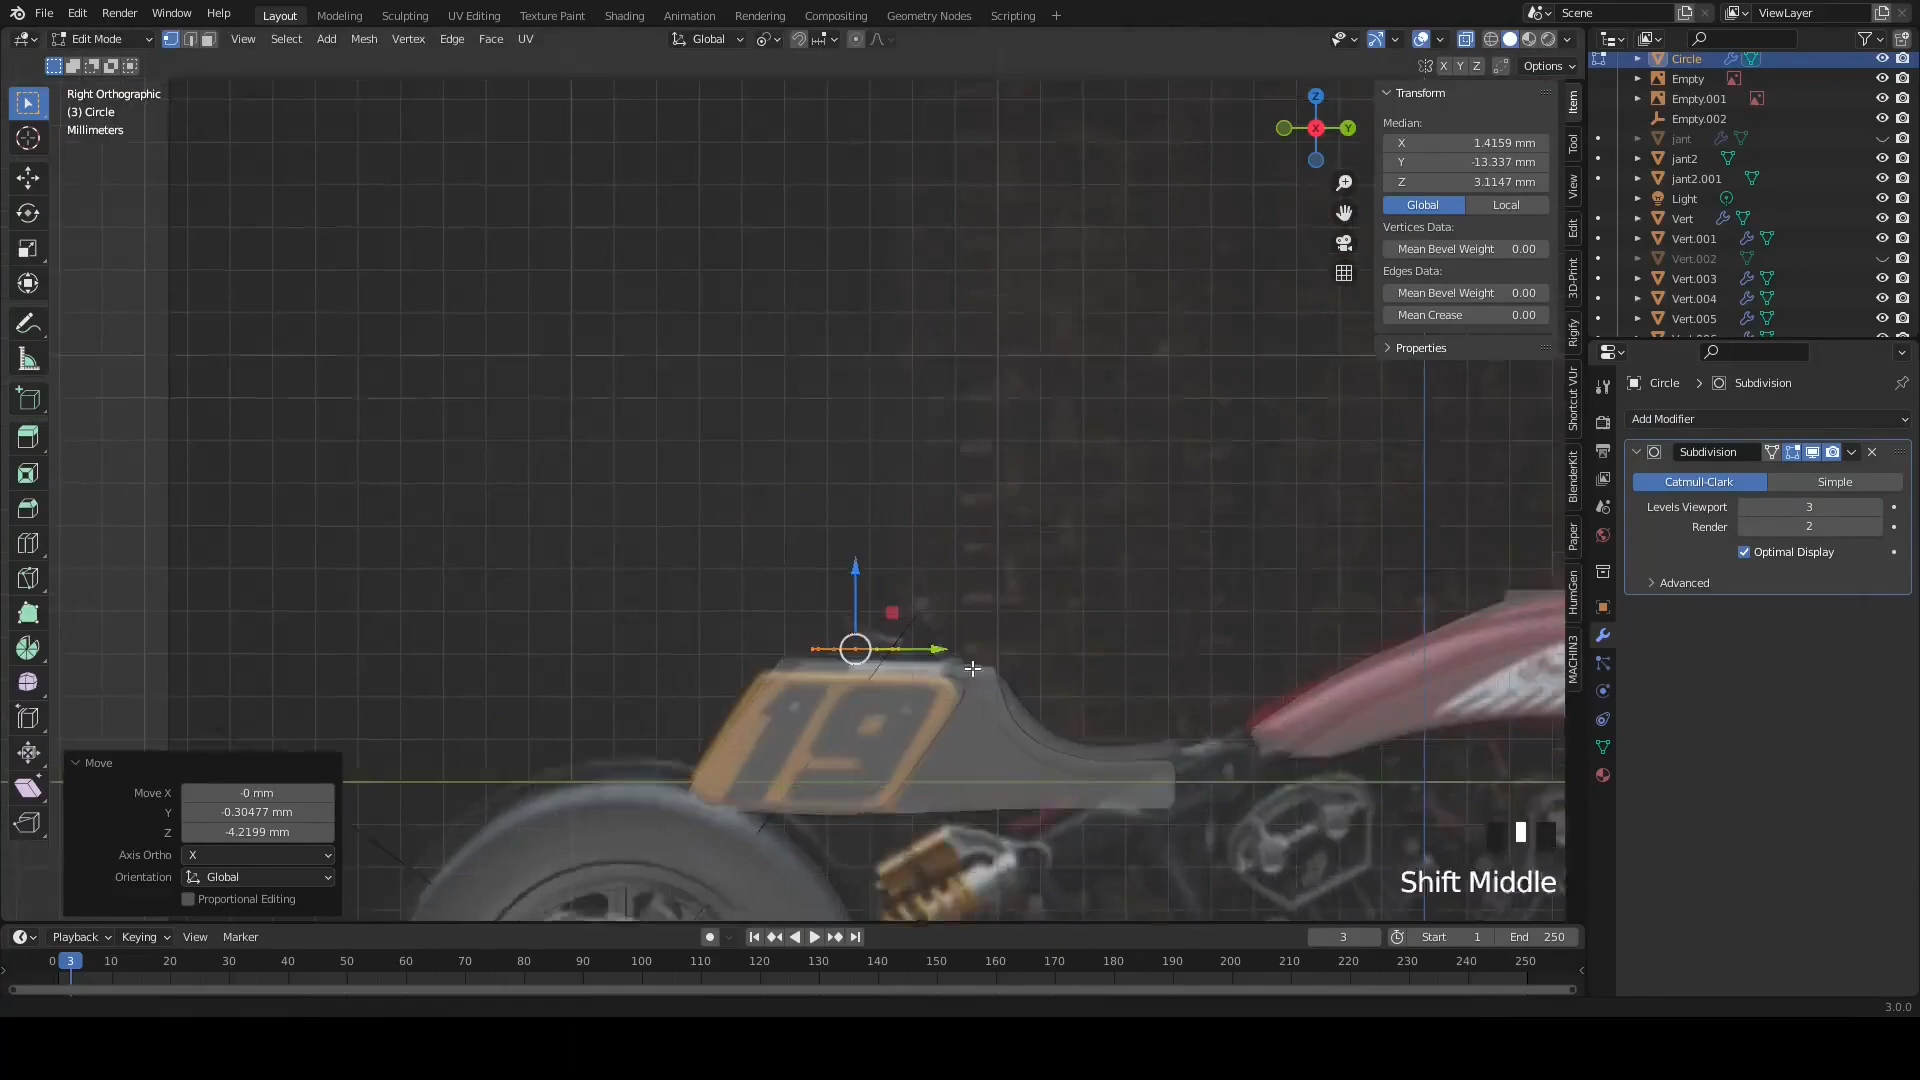 File Edit Render Window Help Layout Modeling Sculpting UV Editing Texture Paint Shading Animation Rendering Compositing Geometry Nodes Scripting + Scene ViewLayer
Edit Mode View Select Add Mesh Vertex Edge Face UV Global
X Y Z Options
Right Orthographic
(3) Circle
Millimeters
Z
X Y
Transform
Median:
X 1.4159 mm
Y -13.337 mm
Z 3.1147 mm
Global Local
Vertices Data:
Mean Bevel Weight 0.00
Edges Data:
Mean Bevel Weight 0.00
Mean Crease 0.00
Properties
Item
Tool
View
Edit
3D-Print
Rigify
Shortcut VUr
BlenderKit
Paper
HumGen
MACHIN3
Circle
Empty
Empty.001
Empty.002
jant
jant2
jant2.001
Light
Vert
Vert.001
Vert.002
Vert.003
Vert.004
Vert.005
Circle > Subdivision
Add Modifier
Subdivision
Catmull-Clark Simple
Levels Viewport 3
Render 2
Optimal Display
Advanced
19
Move
Move X -0 mm
Y -0.30477 mm
Z -4.2199 mm
Axis Ortho X
Orientation Global
Proportional Editing
Shift Middle
Playback Keying View Marker 3 Start 1 End 250
0 3 10 20 30 40 50 60 70 80 90 100 110 120 130 140 150 160 170 180 190 200 210 220 230 240 250
3.0.0